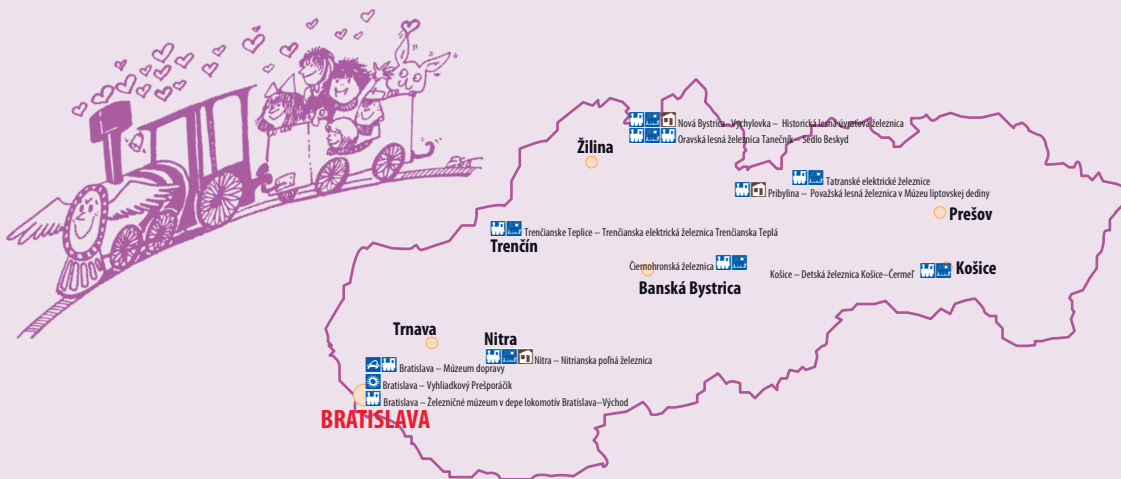 Nová Bystrica –Vychylovka – Historická lesná úvraťová železnica
Oravská lesná železnica Tanečník – Sedlo Beskyd
Žilina
Tatranské elektrické železnice
Pribylina – Považská lesná železnica v Múzeu liptovskej dediny
Prešov
Trenčianske Teplice – Trenčianska elektrická železnica Trenčianska Teplá
Trenčín
Čiernohronská železnica
Košice – Detská železnica Košice–Čermeľ
Košice
Banská Bystrica
Trnava
Nitra
Nitra – Nitrianska poľná železnica
Bratislava – Múzeum dopravy
Bratislava – Vyhliadkový Prešporáčik
Bratislava – Železničné múzeum v depe lokomotív Bratislava–Východ
BRATISLAVA